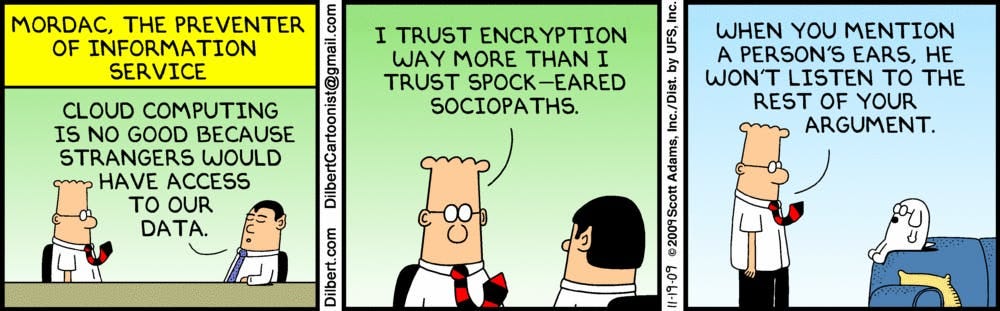 MORDAC, THE PREVENTER
OF INFORMATION
SERVICE
CLOUD COMPUTING
IS NO GOOD BECAUSE
STRANGERS WOULD
HAVE ACCESS
TO OUR
DATA.
Dilbert.com DilbertCartoonist@gmail.com
I TRUST ENCRYPTION
WAY MORE THAN I
TRUST SPOCK-EARED
SOCIOPATHS.
11-19-09 ©2009 Scott Adams, Inc./Dist. by UFS, Inc.
WHEN YOU MENTION
A PERSON'S EARS, HE
WON'T LISTEN TO THE
REST OF YOUR
ARGUMENT.